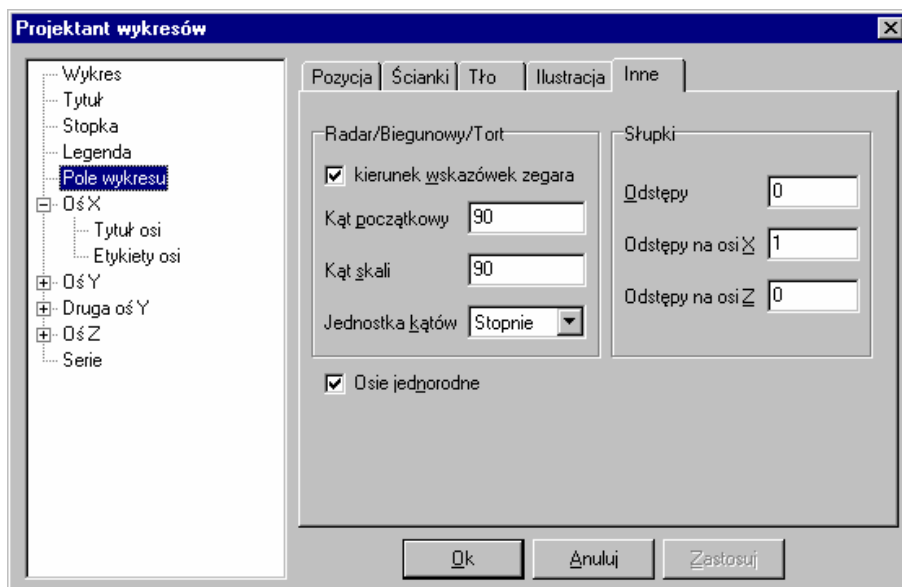 Projektant wykresów
Wykres
Tytuł
Stopka
Legenda
Pole wykresu
Oś X
Tytuł osi
Etykiety osi
Oś Y
Druga oś Y
Oś Z
Serie
Pozycja Ścianki Tło Ilustracja Inne
Radar/Biegunowy/Tort
kierunek wskazówek zegara
Kąt początkowy 90
Kąt skali 90
Jednostka kątów Stopnie
Osie jednorodne
Słupki
Odstępy 0
Odstępy na osi X 1
Odstępy na osi Z 0
Ok Anuluj Zastosuj